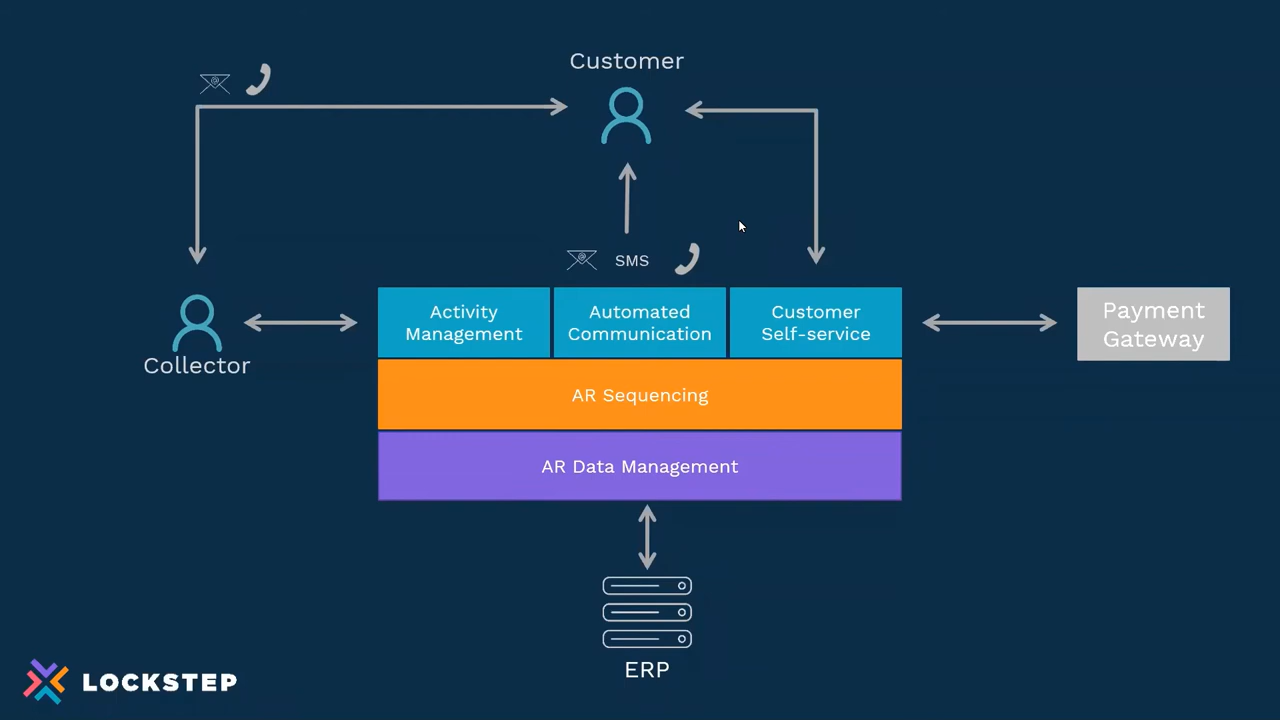 Customer
SMS
Activity
Management
Automated
Communication
Customer
Self-service
Payment
Gateway
Collector
AR Sequencing
AR Data Management
ERP
LOCKSTEP